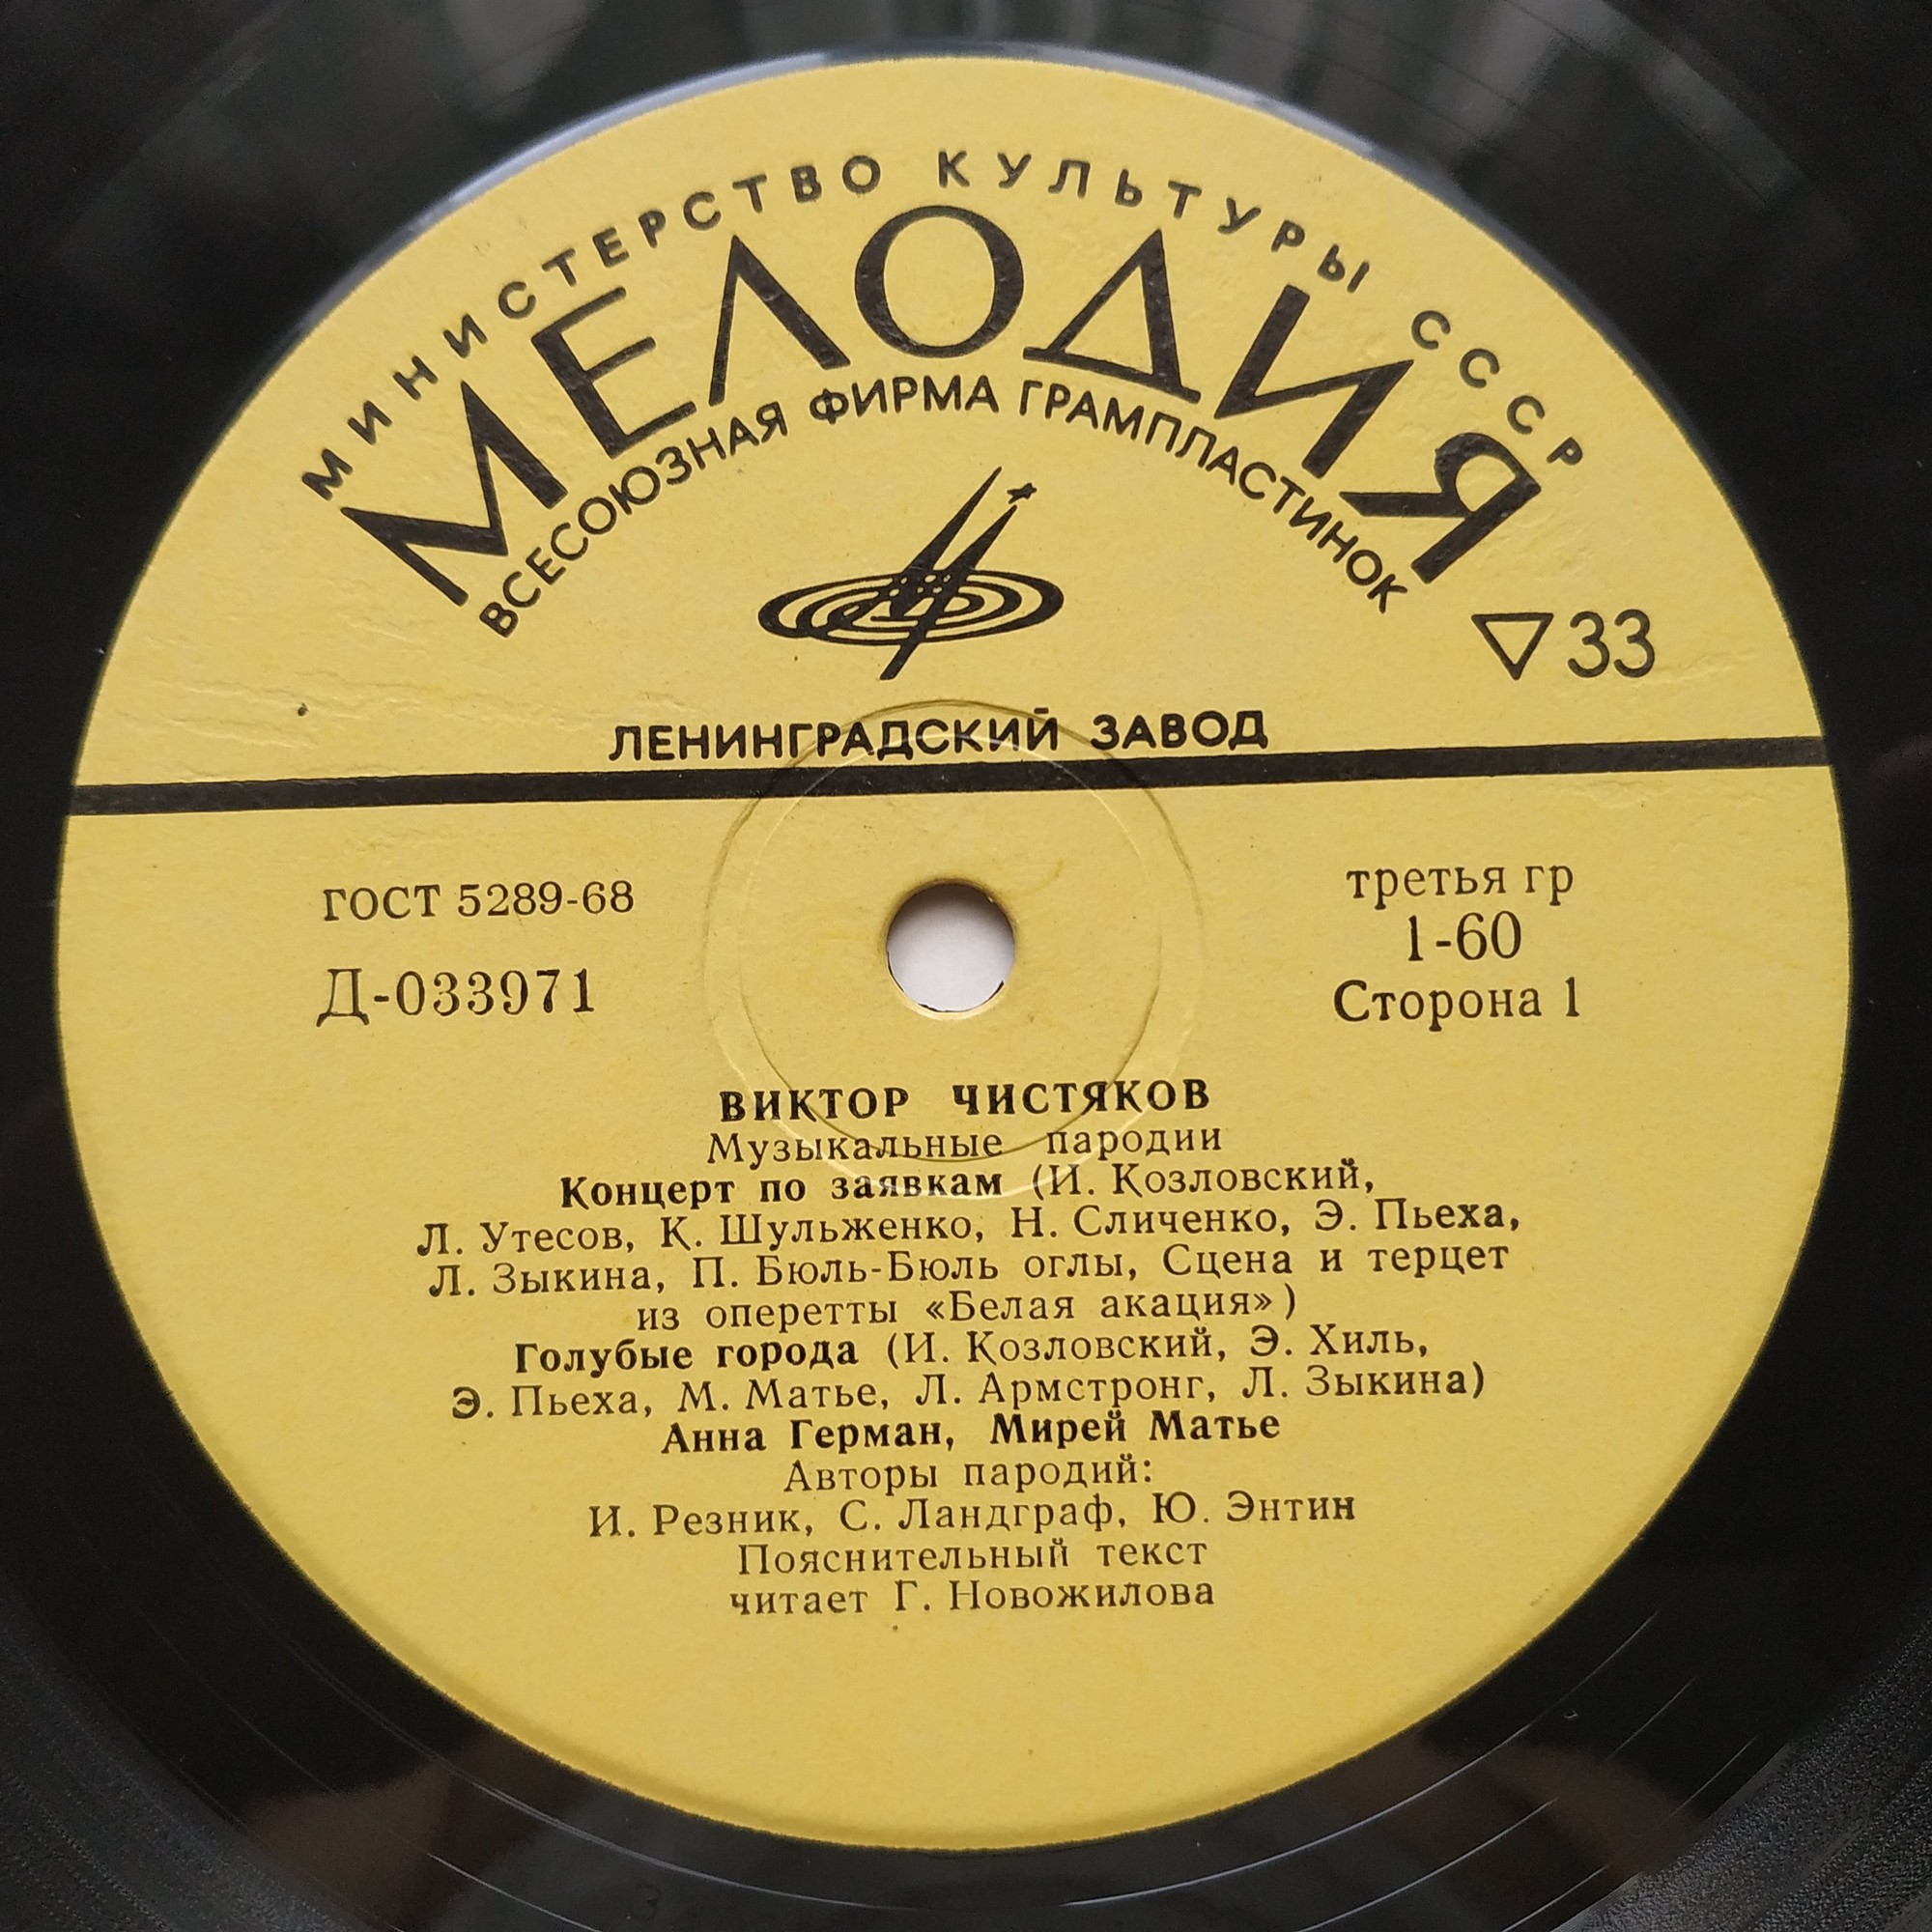 МИНИСТЕРСТВО КУЛЬТУРЫ СССР
МЕЛОДИЯ
ВСЕСОЮЗНАЯ ФИРМА ГРАМПЛАСТИНОК
33
ЛЕНИНГРАДСКИЙ ЗАВОД
ГОСТ 5289-68
Д-033971
третья гр
1-60
Сторона 1
ВИКТОР ЧИСТЯКОВ
Музыкальные пародии
Концерт по заявкам (И. Козловский,
Л. Утесов, К. Шульженко, Н. Сличенко, Э. Пьеха,
Л. Зыкина, П. Бюль-Бюль оглы, Сцена и терцет
из оперетты «Белая акация»)
Голубые города (И. Козловский, Э. Хиль,
Э. Пьеха, М. Матье, Л. Армстронг, Л. Зыкина)
Анна Герман, Мирей Матье
Авторы пародий:
И. Резник, С. Ландграф, Ю. Энтин
Пояснительный текст
читает Г. Новожилова